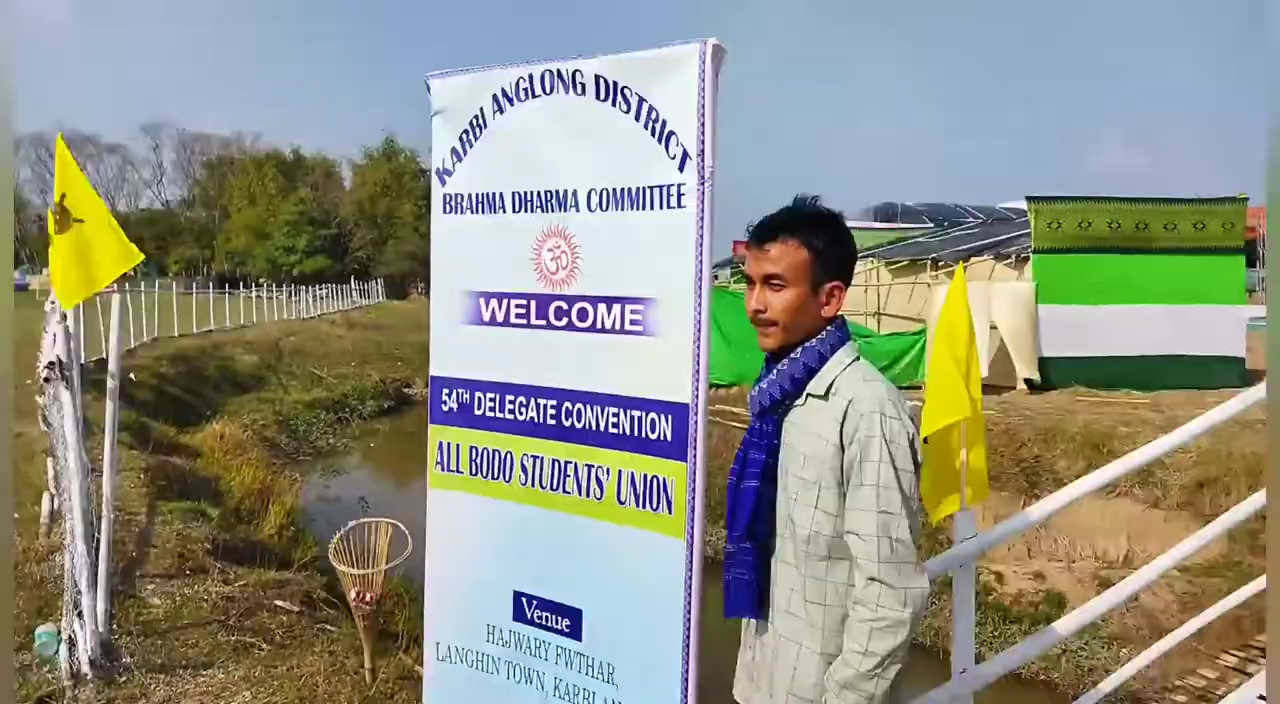 KARBI ANGLONG DISTRICT
BRAHMA DHARMA COMMITTEE
ॐ
WELCOME
54TH DELEGATE CONVENTION
ALL BODO STUDENTS' UNION
Venue
HAJWARY FWTHAR,
LANGHIN TOWN,